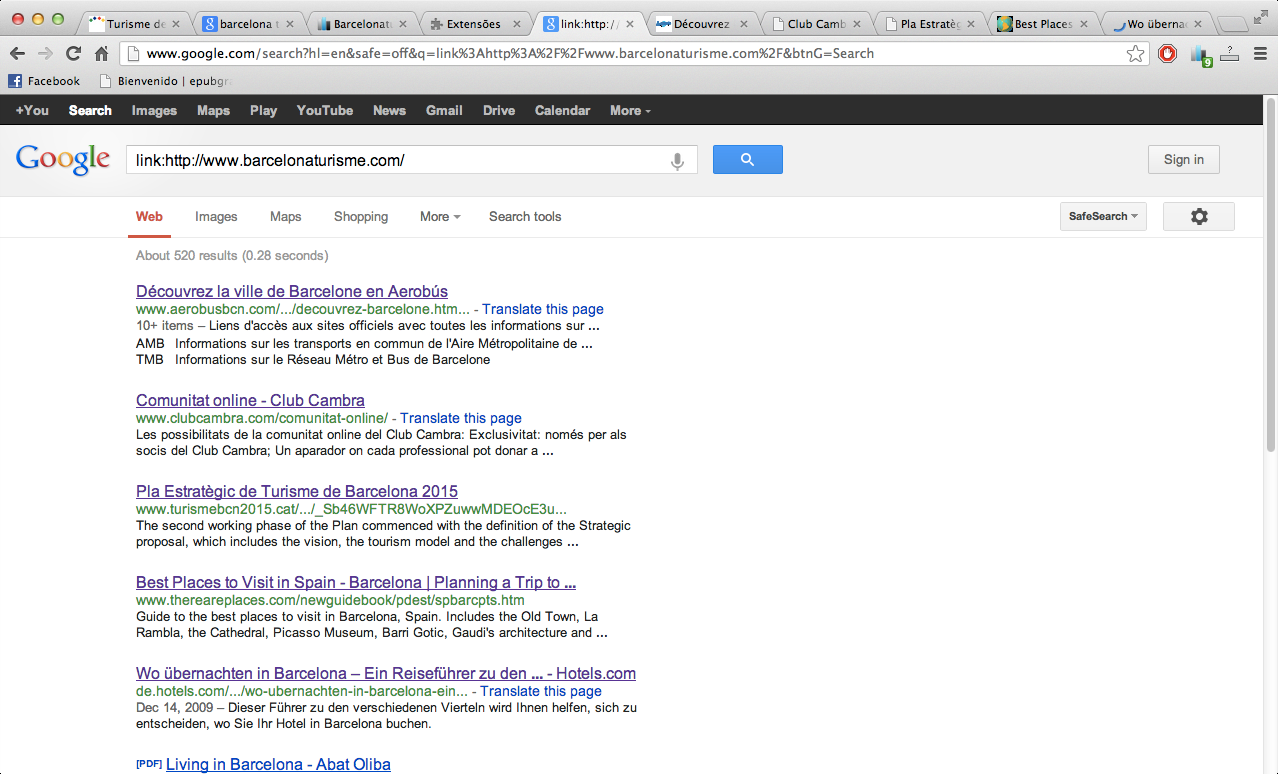 Turisme de
barcelona t
Barcelonatu
Extensões
link:http://
Découvrez
Club Camb
Pla Estratèg
Best Places
Wo überna
www.google.com/search?hl=en&safe=off&q=link%3Ahttp%3A%2F%2Fwww.barcelonaturisme.com%2F&btnG=Search
9
?
Facebook
Bienvenido | epubgr
+You Search Images Maps Play YouTube News Gmail Drive Calendar More
Google
link:http://www.barcelonaturisme.com/
Sign in
Web Images Maps Shopping More Search tools
SafeSearch
About 520 results (0.28 seconds)
Découvrez la ville de Barcelone en Aerobús
www.aerobusbcn.com/.../decouvrez-barcelone.htm... - Translate this page
10+ items – Liens d'accès aux sites officiels avec toutes les informations sur ...
AMB Informations sur les transports en commun de l'Aire Métropolitaine de ...
TMB Informations sur le Réseau Métro et Bus de Barcelone
Comunitat online - Club Cambra
www.clubcambra.com/comunitat-online/ - Translate this page
Les possibilitats de la comunitat online del Club Cambra: Exclusivitat: només per als
socis del Club Cambra; Un aparador on cada professional pot donar a ...
Pla Estratègic de Turisme de Barcelona 2015
www.turismebcn2015.cat/.../_Sb46WFTR8WoXPZuwwMDEOcE3u...
The second working phase of the Plan commenced with the definition of the Strategic
proposal, which includes the vision, the tourism model and the challenges ...
Best Places to Visit in Spain - Barcelona | Planning a Trip to ...
www.thereareplaces.com/newguidebook/pdest/spbarcpts.htm
Guide to the best places to visit in Barcelona, Spain. Includes the Old Town, La
Rambla, the Cathedral, Picasso Museum, Barri Gotic, Gaudi's architecture and ...
Wo übernachten in Barcelona – Ein Reiseführer zu den ... - Hotels.com
de.hotels.com/.../wo-ubernachten-in-barcelona-ein... - Translate this page
Dec 14, 2009 – Dieser Führer zu den verschiedenen Vierteln wird Ihnen helfen, sich zu
entscheiden, wo Sie Ihr Hotel in Barcelona buchen.
[PDF] Living in Barcelona - Abat Oliba